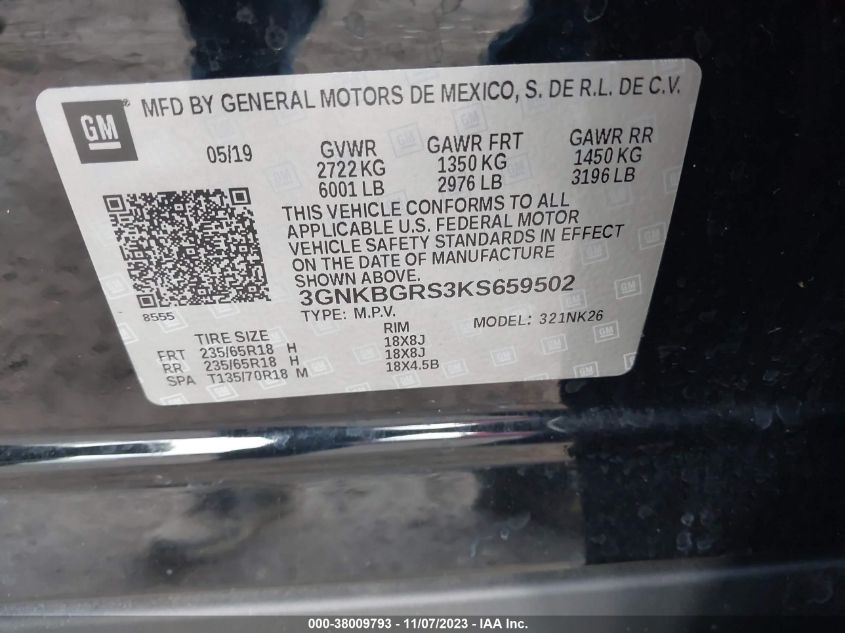 GM® MFD BY GENERAL MOTORS DE MEXICO, S. DE R.L. DE C.V.
05/19 GVWR GAWR FRT GAWR RR
2722 KG 1350 KG 1450 KG
6001 LB 2976 LB 3196 LB
THIS VEHICLE CONFORMS TO ALL
APPLICABLE U.S. FEDERAL MOTOR
VEHICLE SAFETY STANDARDS IN EFFECT
ON THE DATE OF MANUFACTURE
SHOWN ABOVE.
3GNKBGRS3KS659502
8555 TYPE: M.P.V. MODEL: 321NK26
TIRE SIZE RIM
FRT 235/65R18 H 18X8J
RR 235/65R18 H 18X8J
SPA T135/70R18 M 18X4.5B
000-38009793 - 11/07/2023 - IAA Inc.